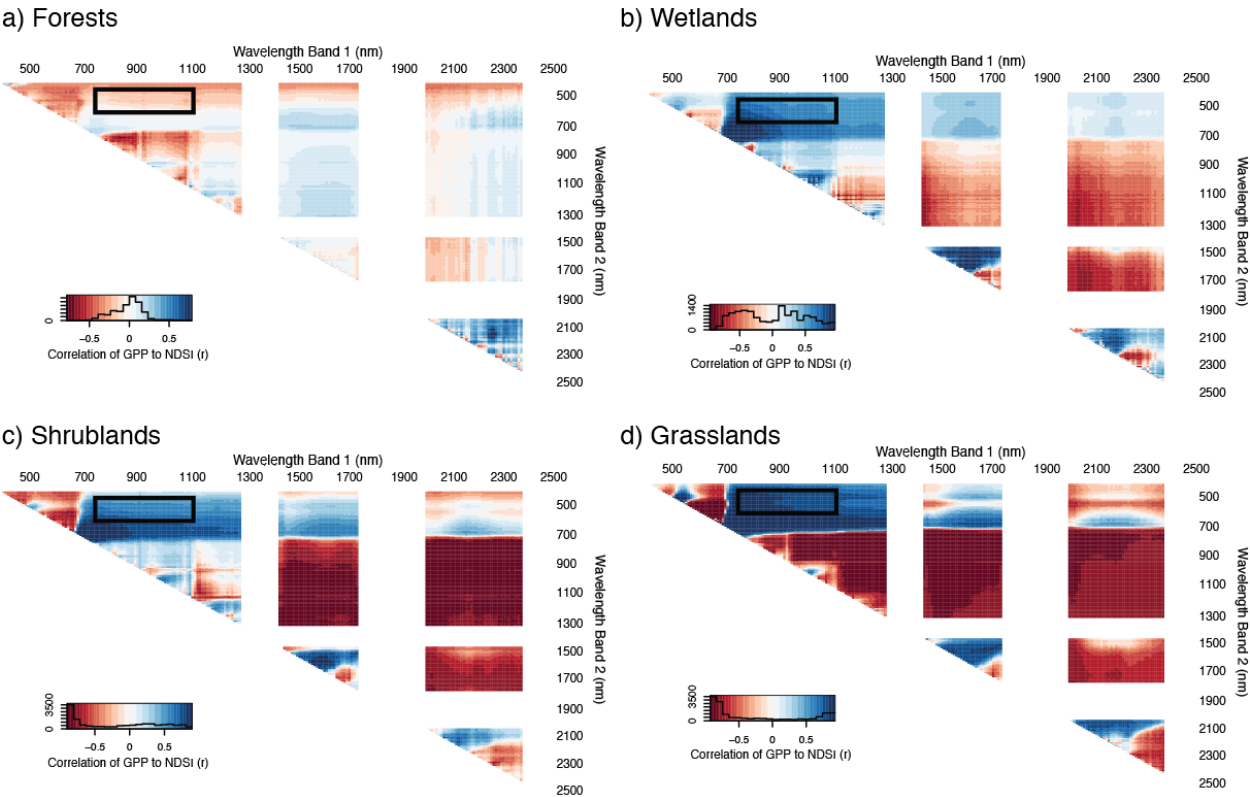 a) Forests
Wavelength Band 1 (nm)
500 700 900 1100 1300 1500 1700 1900 2100 2300 2500
500
700
900
1100
1300
1500
1700
1900
2100
2300
2500
Wavelength Band 2 (nm)
0
−0.5 0 0.5
Correlation of GPP to NDSI (r)
b) Wetlands
Wavelength Band 1 (nm)
500 700 900 1100 1300 1500 1700 1900 2100 2300 2500
500
700
900
1100
1300
1500
1700
1900
2100
2300
2500
Wavelength Band 2 (nm)
0 1400
−0.5 0 0.5
Correlation of GPP to NDSI (r)
c) Shrublands
Wavelength Band 1 (nm)
500 700 900 1100 1300 1500 1700 1900 2100 2300 2500
500
700
900
1100
1300
1500
1700
1900
2100
2300
2500
Wavelength Band 2 (nm)
0 3500
−0.5 0 0.5
Correlation of GPP to NDSI (r)
d) Grasslands
Wavelength Band 1 (nm)
500 700 900 1100 1300 1500 1700 1900 2100 2300 2500
500
700
900
1100
1300
1500
1700
1900
2100
2300
2500
Wavelength Band 2 (nm)
0 3500
−0.5 0 0.5
Correlation of GPP to NDSI (r)